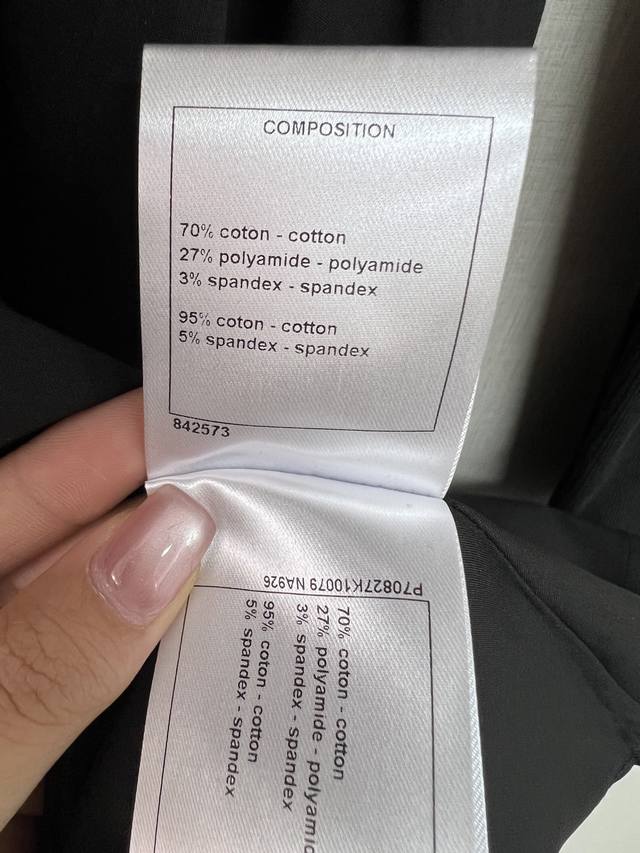 COMPOSITION
70% coton - cotton
27% polyamide - polyamide
3% spandex - spandex
95% coton - cotton
5% spandex - spandex
842573
P70827K10079 NA926
70% coton - cotton
27% polyamide - polyamid
3% spandex - spandex
95% coton - cotton
5% spandex - spandex